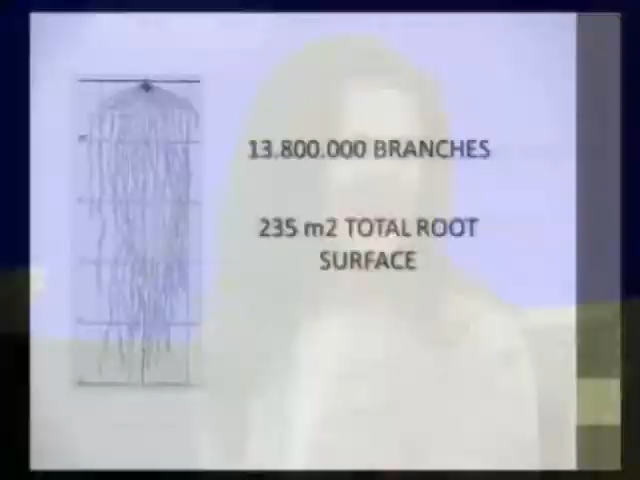 13.800.000 BRANCHES
235 m2 TOTAL ROOT
SURFACE